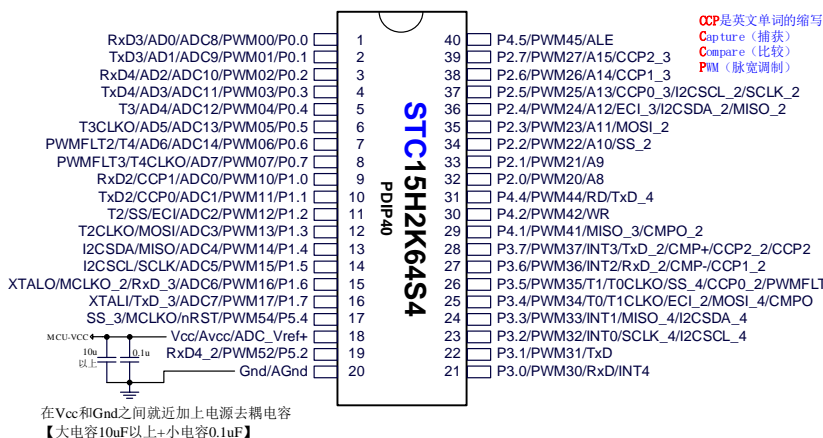 CCP是英文单词的缩写
Capture（捕获）
Compare（比较）
PWM（脉宽调制）
STC15H2K64S4
PDIP40
RxD3/AD0/ADC8/PWM00/P0.0 1
TxD3/AD1/ADC9/PWM01/P0.1 2
RxD4/AD2/ADC10/PWM02/P0.2 3
TxD4/AD3/ADC11/PWM03/P0.3 4
T3/AD4/ADC12/PWM04/P0.4 5
T3CLKO/AD5/ADC13/PWM05/P0.5 6
PWMFLT2/T4/AD6/ADC14/PWM06/P0.6 7
PWMFLT3/T4CLKO/AD7/PWM07/P0.7 8
RxD2/CCP1/ADC0/PWM10/P1.0 9
TxD2/CCP0/ADC1/PWM11/P1.1 10
T2/SS/ECI/ADC2/PWM12/P1.2 11
T2CLKO/MOSI/ADC3/PWM13/P1.3 12
I2CSDA/MISO/ADC4/PWM14/P1.4 13
I2CSCL/SCLK/ADC5/PWM15/P1.5 14
XTALO/MCLKO_2/RxD_3/ADC6/PWM16/P1.6 15
XTALI/TxD_3/ADC7/PWM17/P1.7 16
SS_3/MCLKO/nRST/PWM54/P5.4 17
Vcc/Avcc/ADC_Vref+ 18
RxD4_2/PWM52/P5.2 19
Gnd/AGnd 20
40 P4.5/PWM45/ALE
39 P2.7/PWM27/A15/CCP2_3
38 P2.6/PWM26/A14/CCP1_3
37 P2.5/PWM25/A13/CCP0_3/I2CSCL_2/SCLK_2
36 P2.4/PWM24/A12/ECI_3/I2CSDA_2/MISO_2
35 P2.3/PWM23/A11/MOSI_2
34 P2.2/PWM22/A10/SS_2
33 P2.1/PWM21/A9
32 P2.0/PWM20/A8
31 P4.4/PWM44/RD/TxD_4
30 P4.2/PWM42/WR
29 P4.1/PWM41/MISO_3/CMPO_2
28 P3.7/PWM37/INT3/TxD_2/CMP+/CCP2_2/CCP2
27 P3.6/PWM36/INT2/RxD_2/CMP-/CCP1_2
26 P3.5/PWM35/T1/T0CLKO/SS_4/CCP0_2/PWMFLT
25 P3.4/PWM34/T0/T1CLKO/ECI_2/MOSI_4/CMPO
24 P3.3/PWM33/INT1/MISO_4/I2CSDA_4
23 P3.2/PWM32/INT0/SCLK_4/I2CSCL_4
22 P3.1/PWM31/TxD
21 P3.0/PWM30/RxD/INT4
MCU-VCC
10u
以上
0.1u
在Vcc和Gnd之间就近加上电源去耦电容
【大电容10uF以上+小电容0.1uF】